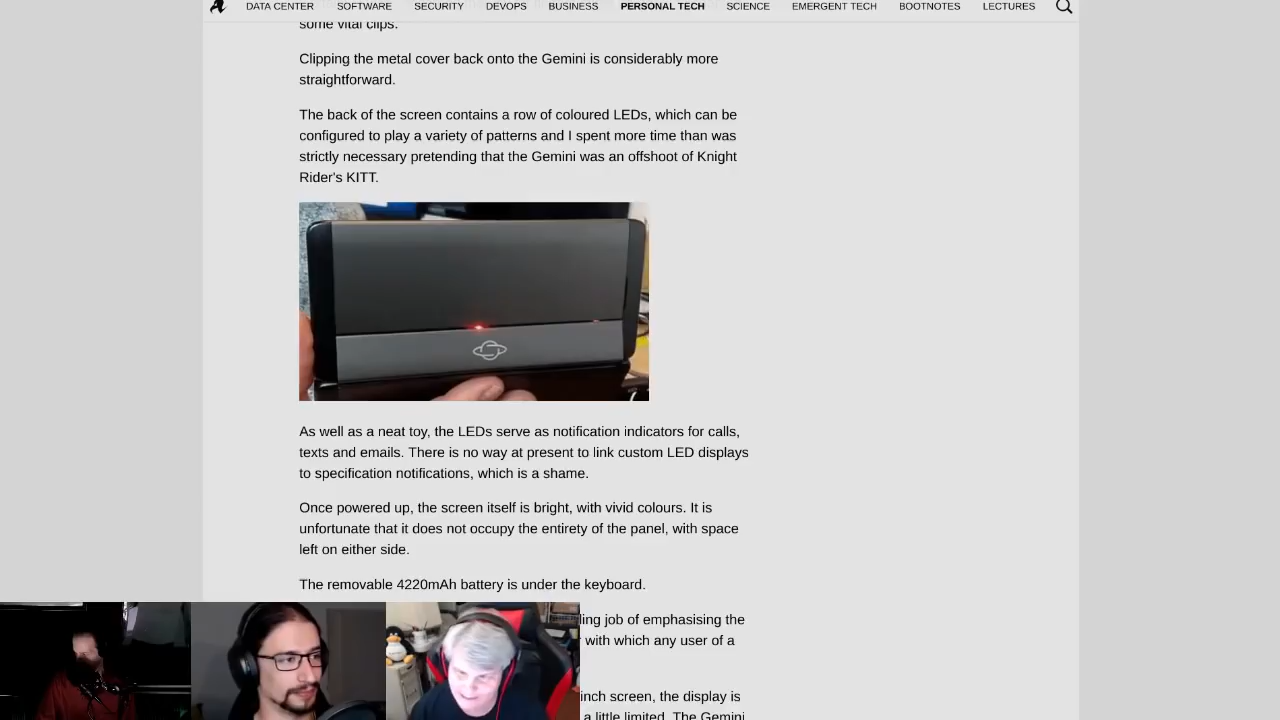 DATA CENTER SOFTWARE SECURITY DEVOPS BUSINESS PERSONAL TECH SCIENCE EMERGENT TECH BOOTNOTES LECTURES
some vital clips.
Clipping the metal cover back onto the Gemini is considerably more
straightforward.
The back of the screen contains a row of coloured LEDs, which can be
configured to play a variety of patterns and I spent more time than was
strictly necessary pretending that the Gemini was an offshoot of Knight
Rider's KITT.
As well as a neat toy, the LEDs serve as notification indicators for calls,
texts and emails. There is no way at present to link custom LED displays
to specification notifications, which is a shame.
Once powered up, the screen itself is bright, with vivid colours. It is
unfortunate that it does not occupy the entirety of the panel, with space
left on either side.
The removable 4220mAh battery is under the keyboard.
ling job of emphasising the
with which any user of a
inch screen, the display is
a little limited. The Gemini